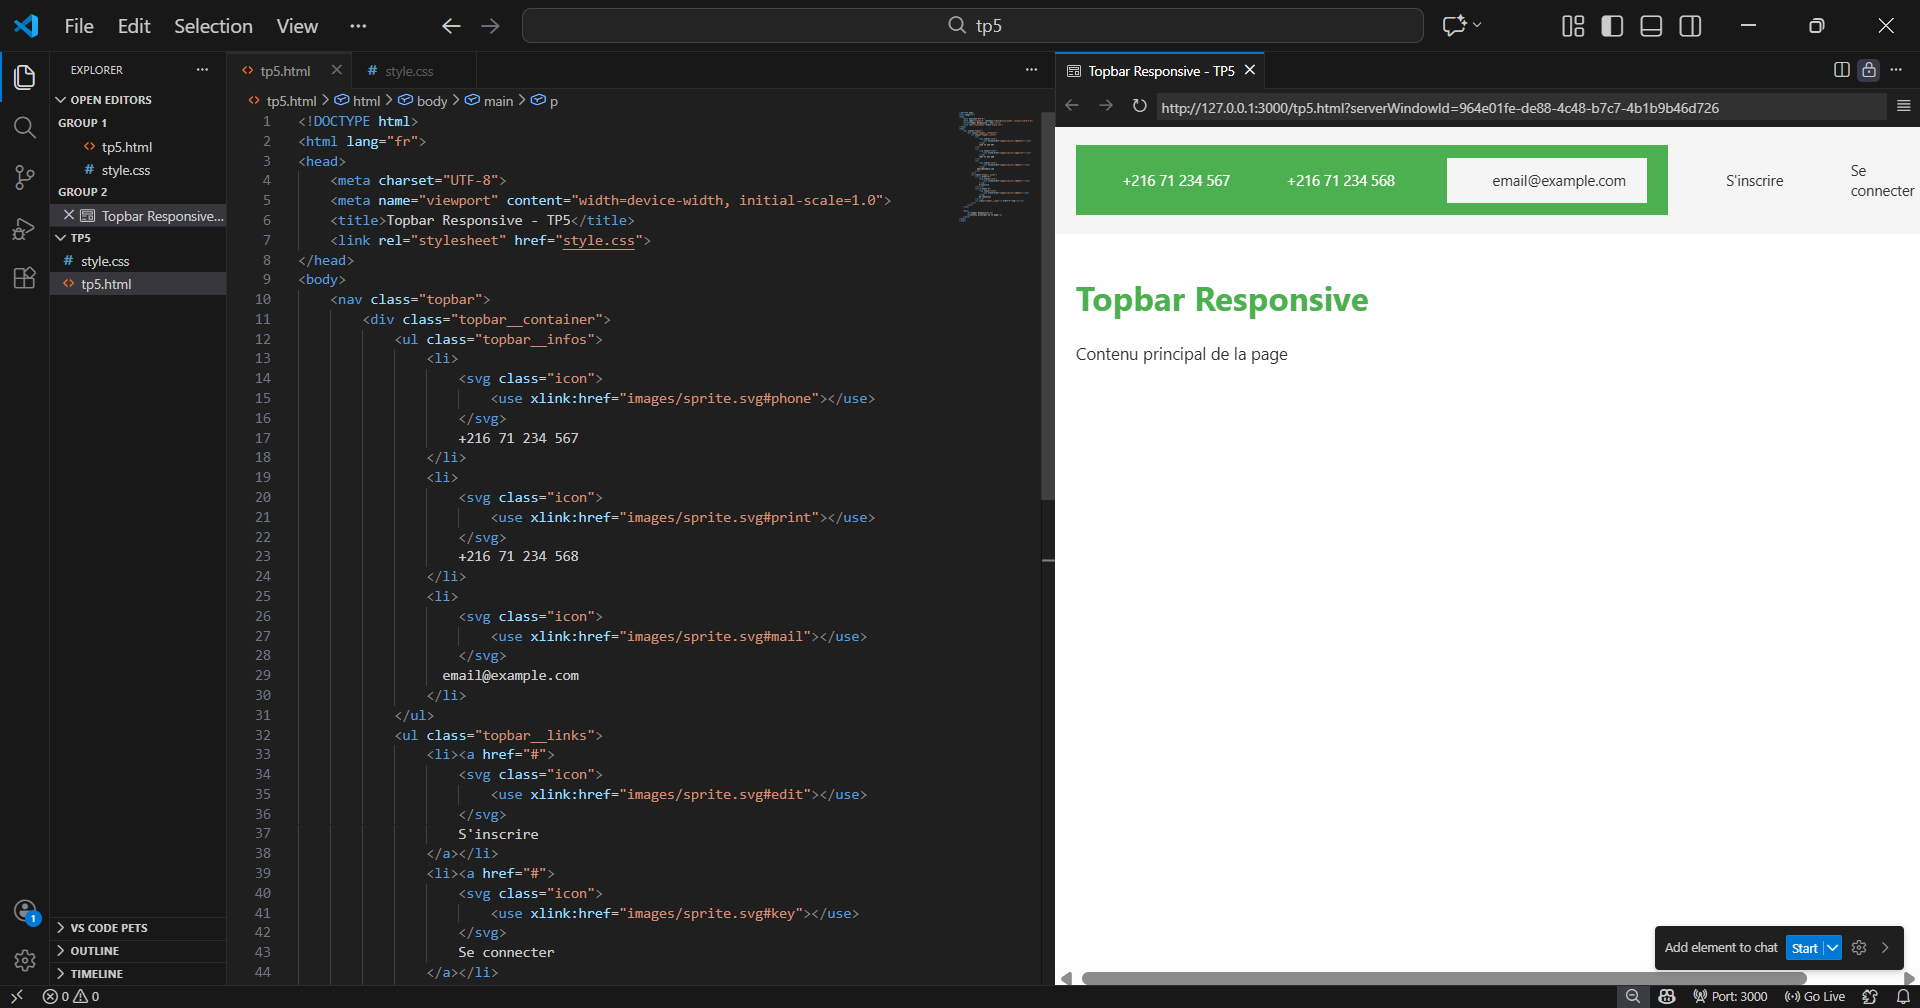 File Edit Selection View
tp5
EXPLORER
OPEN EDITORS
GROUP 1
tp5.html
# style.css
GROUP 2
Topbar Responsive...
TP5
# style.css
tp5.html
VS CODE PETS
OUTLINE
TIMELINE
tp5.html
# style.css
tp5.html > html > body > main > p
1 <!DOCTYPE html>
2 <html lang="fr">
3 <head>
4 <meta charset="UTF-8">
5 <meta name="viewport" content="width=device-width, initial-scale=1.0">
6 <title>Topbar Responsive - TP5</title>
7 <link rel="stylesheet" href="style.css">
8 </head>
9 <body>
10 <nav class="topbar">
11 <div class="topbar__container">
12 <ul class="topbar__infos">
13 <li>
14 <svg class="icon">
15 <use xlink:href="images/sprite.svg#phone"></use>
16 </svg>
17 +216 71 234 567
18 </li>
19 <li>
20 <svg class="icon">
21 <use xlink:href="images/sprite.svg#print"></use>
22 </svg>
23 +216 71 234 568
24 </li>
25 <li>
26 <svg class="icon">
27 <use xlink:href="images/sprite.svg#mail"></use>
28 </svg>
29 email@example.com
30 </li>
31 </ul>
32 <ul class="topbar__links">
33 <li><a href="#">
34 <svg class="icon">
35 <use xlink:href="images/sprite.svg#edit"></use>
36 </svg>
37 S'inscrire
38 </a></li>
39 <li><a href="#">
40 <svg class="icon">
41 <use xlink:href="images/sprite.svg#key"></use>
42 </svg>
43 Se connecter
44 </a></li>
Topbar Responsive - TP5
http://127.0.0.1:3000/tp5.html?serverWindowId=964e01fe-de88-4c48-b7c7-4b1b9b46d726
+216 71 234 567
+216 71 234 568
email@example.com
S'inscrire
Se
connecter
Topbar Responsive
Contenu principal de la page
Add element to chat Start
1
0 0
Port: 3000
Go Live